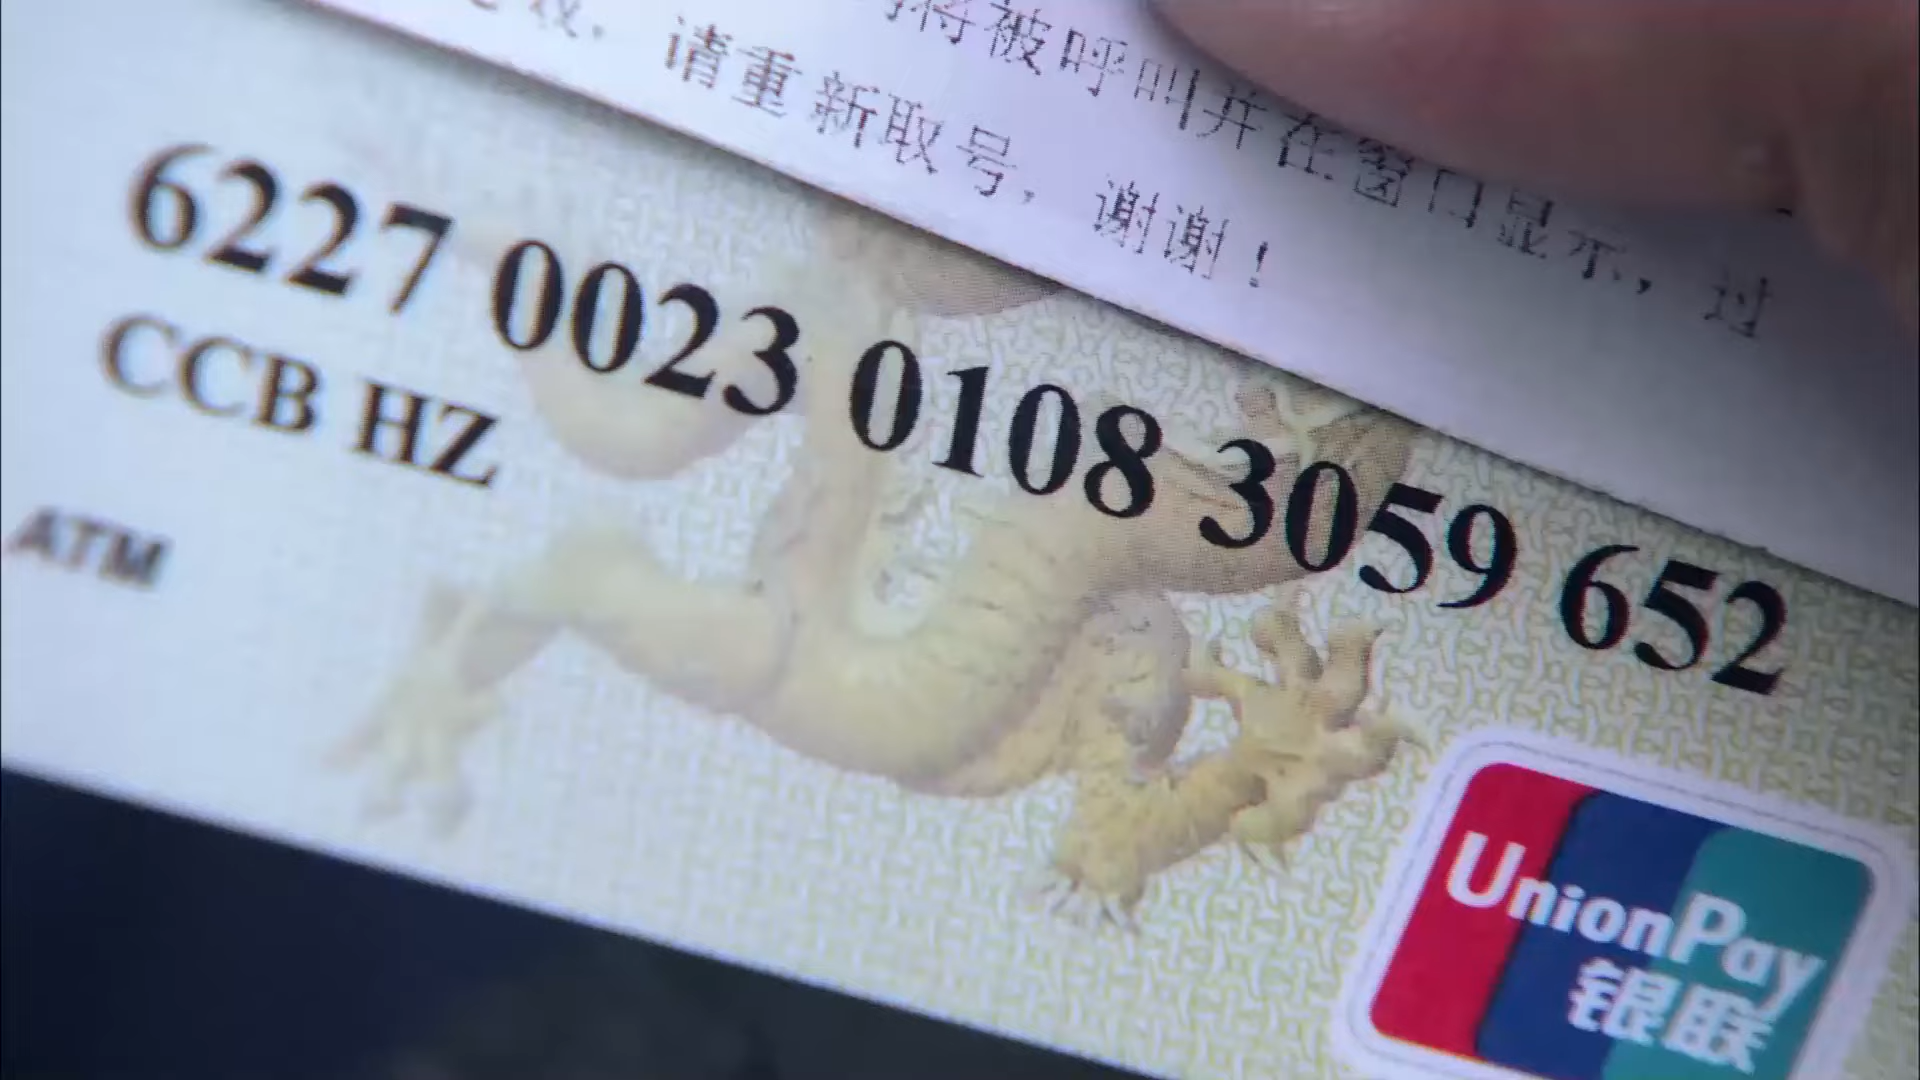 将被呼叫并在窗口显示，过
请重新取号，谢谢！
6227 0023 0108 3059 652
CCB HZ
ATM
UnionPay
银联